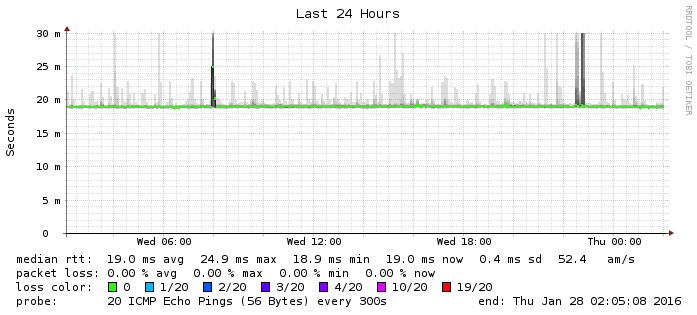 Last 24 Hours
RRDTOOL / TOBI OETIKER
Seconds
30 m
25 m
20 m
15 m
10 m
5 m
0
Wed 06:00 Wed 12:00 Wed 18:00 Thu 00:00
median rtt: 19.0 ms avg 24.9 ms max 18.9 ms min 19.0 ms now 0.4 ms sd 52.4 am/s
packet loss: 0.00 % avg 0.00 % max 0.00 % min 0.00 % now
loss color: 0 1/20 2/20 3/20 4/20 10/20 19/20
probe: 20 ICMP Echo Pings (56 Bytes) every 300s end: Thu Jan 28 02:05:08 2016